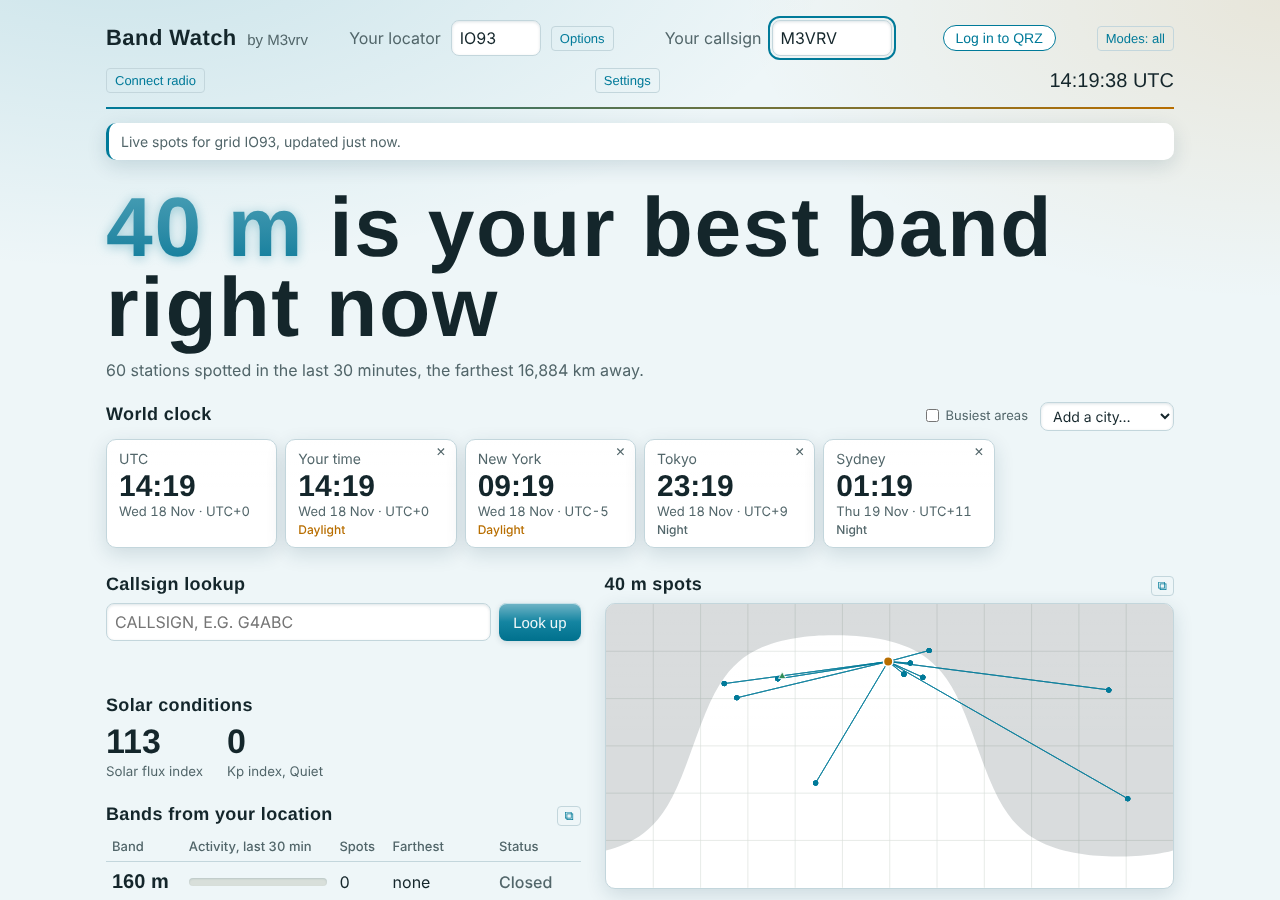 Band Watch by M3vrv
Your locator IO93 Options
Your callsign M3VRV
Log in to QRZ
Modes: all
Connect radio
Settings
14:19:38 UTC
Live spots for grid IO93, updated just now.
40 m is your best band
right now
60 stations spotted in the last 30 minutes, the farthest 16,884 km away.
World clock
Busiest areas
Add a city...
UTC
14:19
Wed 18 Nov · UTC+0
Your time ×
14:19
Wed 18 Nov · UTC+0
Daylight
New York ×
09:19
Wed 18 Nov · UTC-5
Daylight
Tokyo ×
23:19
Wed 18 Nov · UTC+9
Night
Sydney ×
01:19
Thu 19 Nov · UTC+11
Night
Callsign lookup
CALLSIGN, E.G. G4ABC
Look up
Solar conditions
113
Solar flux index
0
Kp index, Quiet
Bands from your location
Band Activity, last 30 min Spots Farthest Status
160 m 0 none Closed
40 m spots